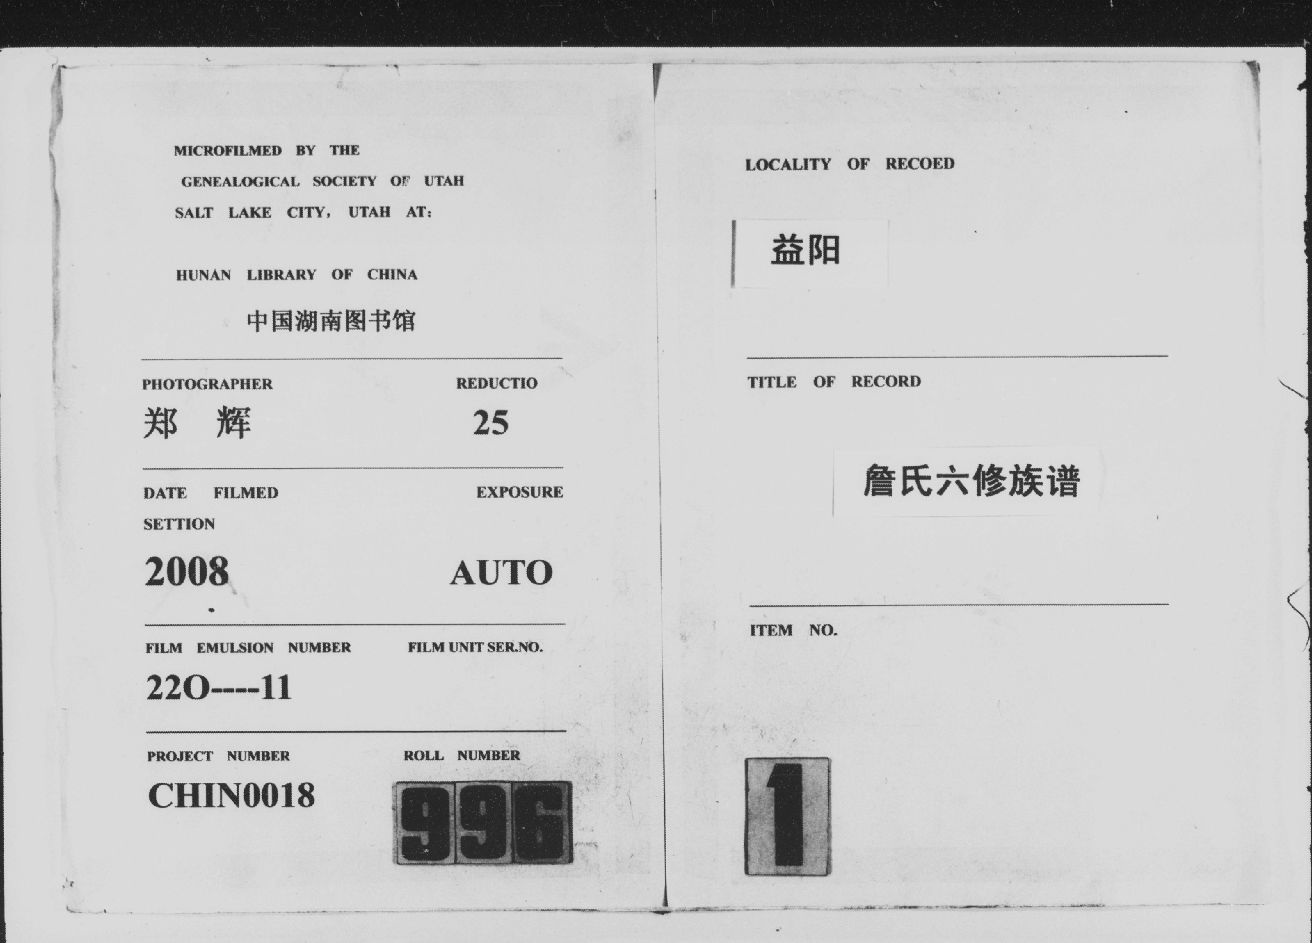 MICROFILMED BY THE
GENEALOGICAL SOCIETY OF UTAH
SALT LAKE CITY, UTAH AT:
HUNAN LIBRARY OF CHINA
中国湖南图书馆
PHOTOGRAPHER REDUCTIO
郑 辉 25
DATE FILMED EXPOSURE
SETTION
2008 AUTO
FILM EMULSION NUMBER FILM UNIT SER.NO.
22O----11
PROJECT NUMBER ROLL NUMBER
CHIN0018 996
LOCALITY OF RECOED
益阳
TITLE OF RECORD
詹氏六修族谱
ITEM NO.
1